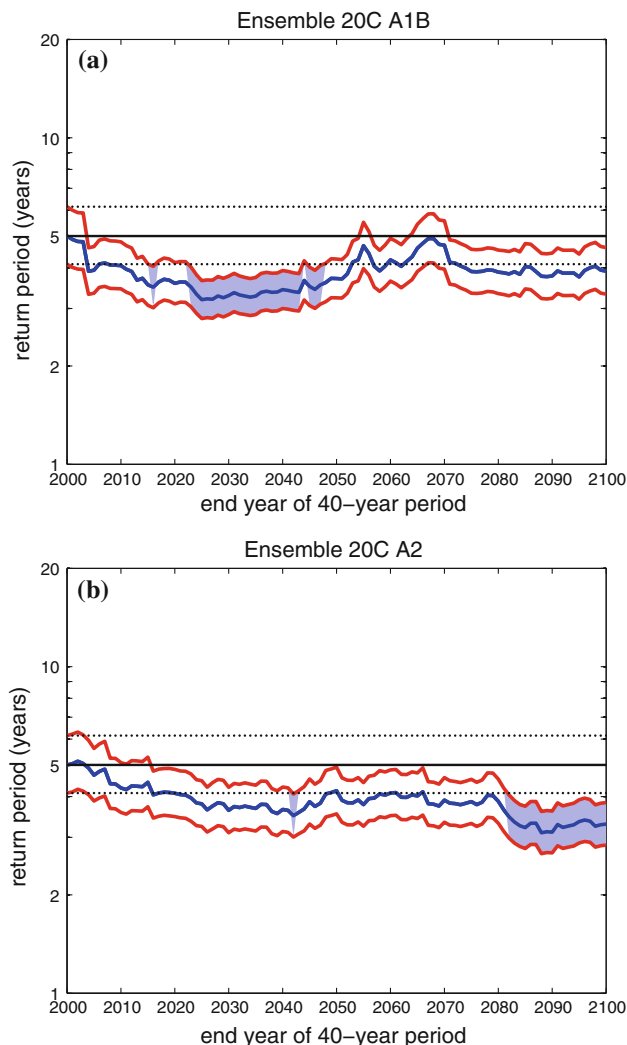 Ensemble 20C A1B
(a)
20
10
5
2
1
return period (years)
2000 2010 2020 2030 2040 2050 2060 2070 2080 2090 2100
end year of 40-year period
Ensemble 20C A2
(b)
20
10
5
2
1
return period (years)
2000 2010 2020 2030 2040 2050 2060 2070 2080 2090 2100
end year of 40-year period